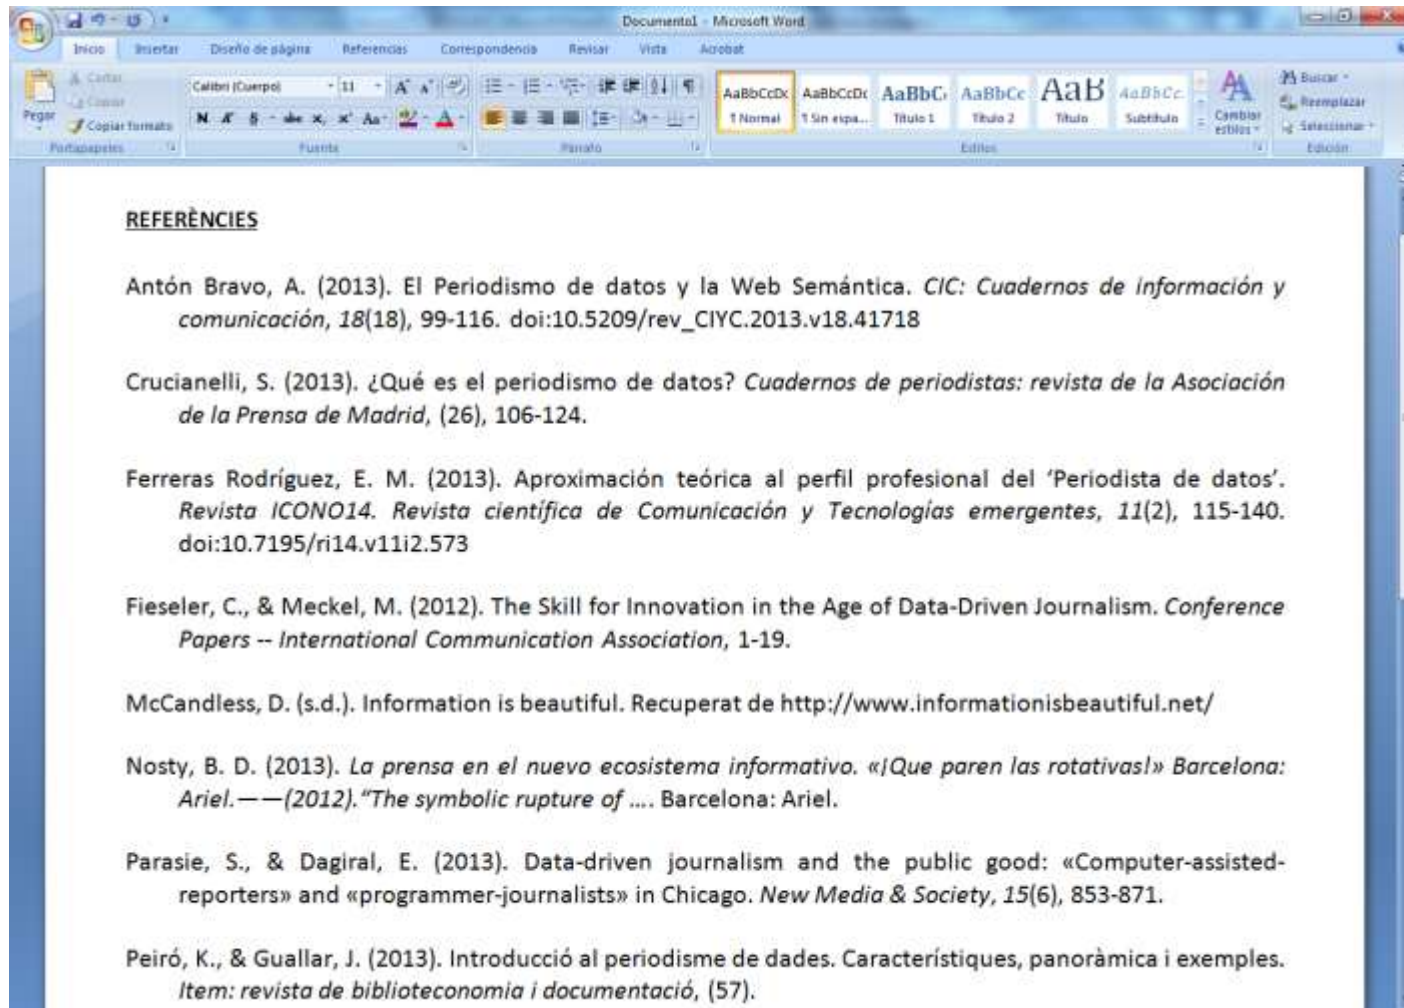 Documento1 - Microsoft Word
Inicio Insertar Diseño de página Referencias Correspondencia Revisar Vista Acrobat
Cortar
Copiar
Pegar
Copiar formato
Calibri (Cuerpo) 11
N K S abc x₂ x² Aa A
AaBbCcDc AaBbCcDc AaBbC AaBbCc AaB AaBbCc.
¶ Normal ¶ Sin espa... Título 1 Título 2 Título Subtítulo
Cambiar estilos
Buscar
Reemplazar
Seleccionar
Portapapeles Fuente Párrafo Estilos Edición
REFERÈNCIES
Antón Bravo, A. (2013). El Periodismo de datos y la Web Semántica. CIC: Cuadernos de información y
comunicación, 18(18), 99-116. doi:10.5209/rev_CIYC.2013.v18.41718
Crucianelli, S. (2013). ¿Qué es el periodismo de datos? Cuadernos de periodistas: revista de la Asociación
de la Prensa de Madrid, (26), 106-124.
Ferreras Rodríguez, E. M. (2013). Aproximación teórica al perfil profesional del ‘Periodista de datos’.
Revista ICONO14. Revista científica de Comunicación y Tecnologías emergentes, 11(2), 115-140.
doi:10.7195/ri14.v11i2.573
Fieseler, C., & Meckel, M. (2012). The Skill for Innovation in the Age of Data-Driven Journalism. Conference
Papers -- International Communication Association, 1-19.
McCandless, D. (s.d.). Information is beautiful. Recuperat de http://www.informationisbeautiful.net/
Nosty, B. D. (2013). La prensa en el nuevo ecosistema informativo. «¡Que paren las rotativas!» Barcelona:
Ariel.——(2012).“The symbolic rupture of .... Barcelona: Ariel.
Parasie, S., & Dagiral, E. (2013). Data-driven journalism and the public good: «Computer-assisted-
reporters» and «programmer-journalists» in Chicago. New Media & Society, 15(6), 853-871.
Peiró, K., & Guallar, J. (2013). Introducció al periodisme de dades. Característiques, panoràmica i exemples.
Item: revista de biblioteconomia i documentació, (57).